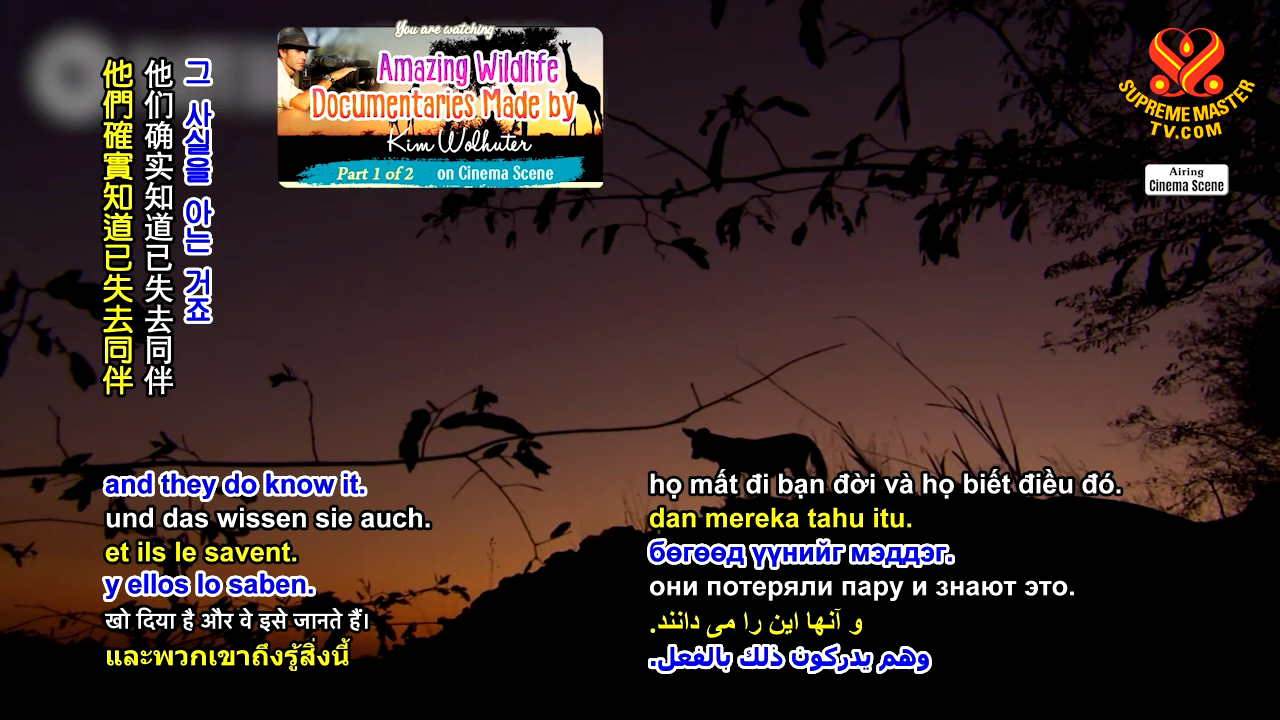 You are watching
Amazing Wildlife
Documentaries Made by
Kim Wolhuter
Part 1 of 2 on Cinema Scene
SUPREME MASTER
TV.COM
Airing
Cinema Scene
그 사실을 아는 거죠
他们确实知道已失去同伴
他們確實知道已失去同伴
and they do know it.
und das wissen sie auch.
et ils le savent.
y ellos lo saben.
खो दिया है और वे इसे जानते हैं।
และพวกเขาถึงรู้สิ่งนี้
họ mất đi bạn đời và họ biết điều đó.
dan mereka tahu itu.
бөгөөд үүнийг мэддэг.
они потеряли пару и знают это.
و آنها این را می دانند.
وهم يدركون ذلك بالفعل.